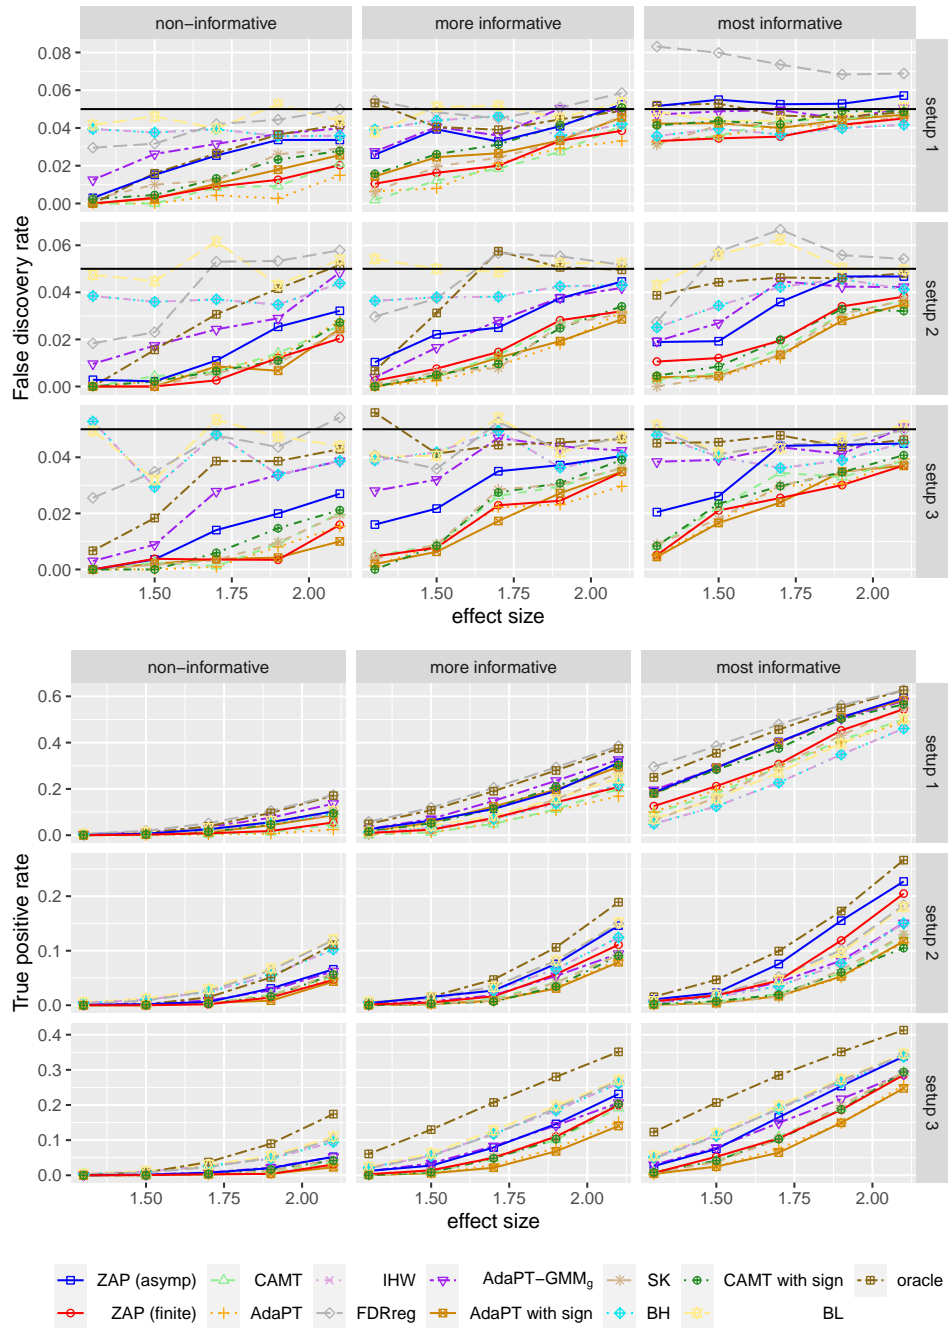 non−informative more informative most informative
0.08
0.06
0.04
0.02
0.00
setup 1
0.06
0.04
0.02
0.00
setup 2
0.04
0.02
0.00
setup 3
False discovery rate
1.50 1.75 2.00 1.50 1.75 2.00 1.50 1.75 2.00
effect size
non−informative more informative most informative
0.6
0.4
0.2
0.0
setup 1
0.2
0.1
0.0
setup 2
0.4
0.3
0.2
0.1
0.0
setup 3
True positive rate
1.50 1.75 2.00 1.50 1.75 2.00 1.50 1.75 2.00
effect size
ZAP (asymp) CAMT IHW AdaPT−GMMg SK CAMT with sign oracle
ZAP (finite) AdaPT FDRreg AdaPT with sign BH BL